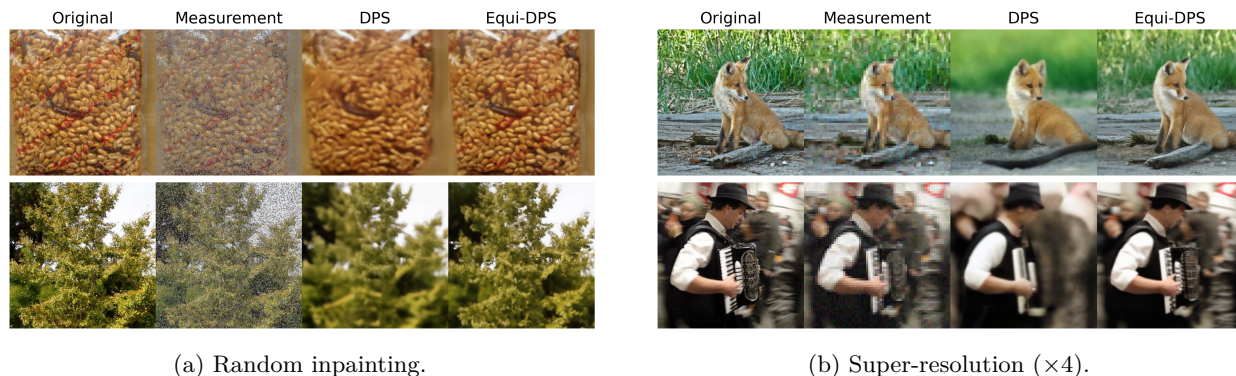 Original Measurement DPS Equi-DPS
Original Measurement DPS Equi-DPS
(a) Random inpainting.
(b) Super-resolution (×4).